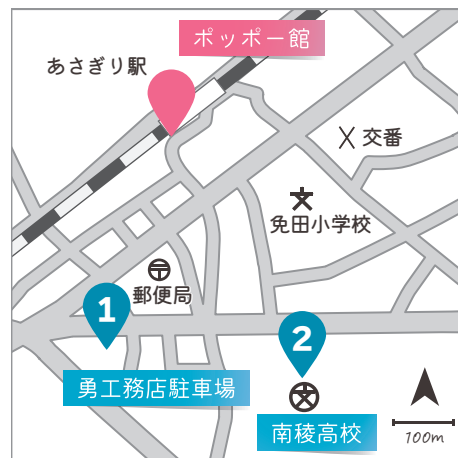 ポッポー館
あさぎり駅
交番
免田小学校
郵便局
1
2
勇工務店駐車場
南稜高校
100m